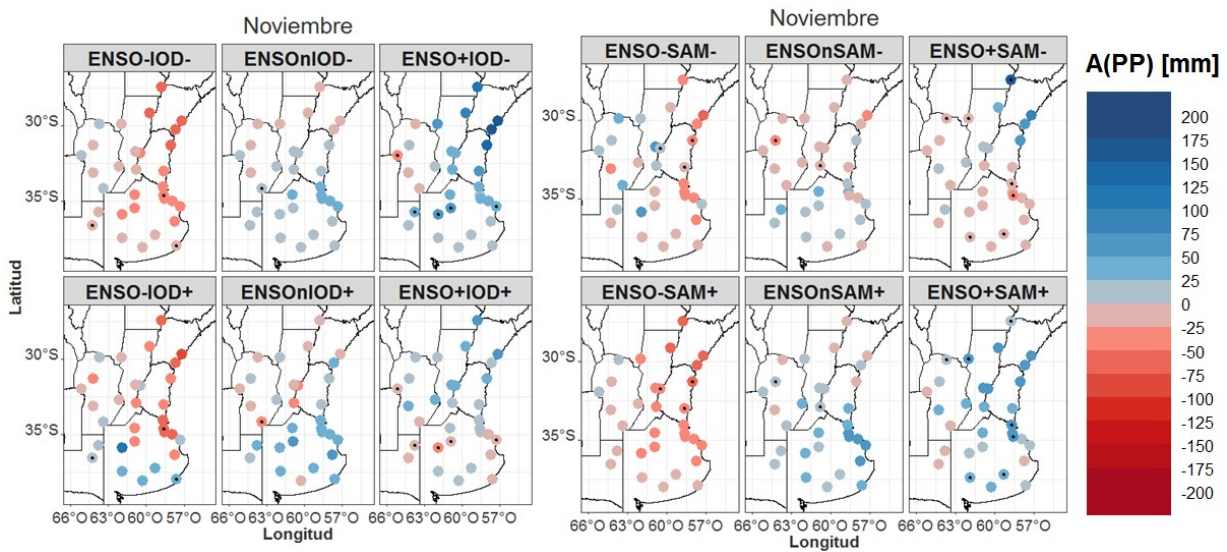 Noviembre
ENSO-IOD-
ENSOnIOD-
ENSO+IOD-
30°S
35°S
ENSO-IOD+
ENSOnIOD+
ENSO+IOD+
30°S
35°S
66°O 63°O 60°O 57°O
66°O 63°O 60°O 57°O
66°O 63°O 60°O 57°O
Longitud
Latitud
Noviembre
ENSO-SAM-
ENSOnSAM-
ENSO+SAM-
30°S
35°S
ENSO-SAM+
ENSOnSAM+
ENSO+SAM+
30°S
35°S
66°O 63°O 60°O 57°O
66°O 63°O 60°O 57°O
66°O 63°O 60°O 57°O
Longitud
A(PP) [mm]
200
175
150
125
100
75
50
25
0
-25
-50
-75
-100
-125
-150
-175
-200